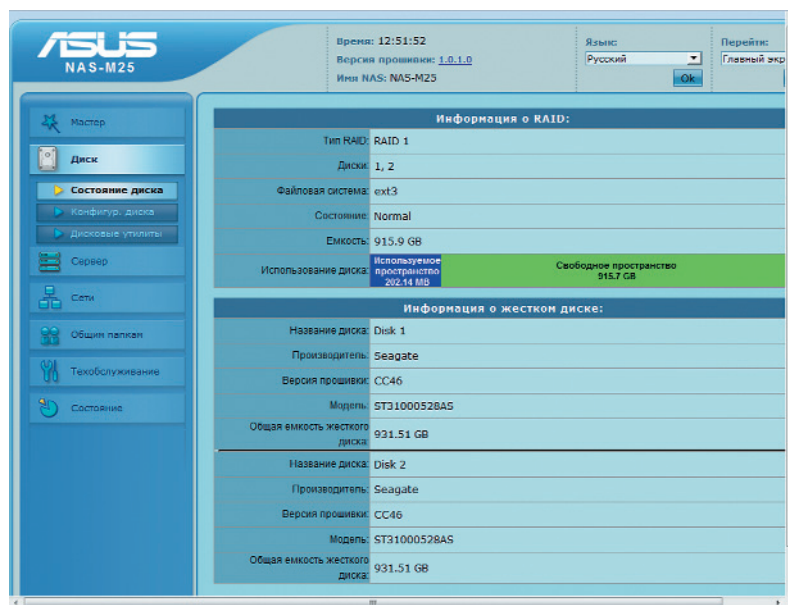 ASUS
NAS-M25
Время: 12:51:52
Версия прошивки: 1.0.1.0
Имя NAS: NAS-M25
Язык:
Русский
Ok
Перейти:
Главный экр
Мастер
Диск
Состояние диска
Конфигур. диска
Дисковые утилиты
Сервер
Сети
Общим папкам
Техобслуживание
Состояние
Информация о RAID:
Тип RAID: RAID 1
Диски: 1, 2
Файловая система: ext3
Состояние: Normal
Емкость: 915.9 GB
Использование диска:
Используемое
пространство
202.14 MB
Свободное пространство
915.7 GB
Информация о жестком диске:
Название диска: Disk 1
Производитель: Seagate
Версия прошивки: CC46
Модель: ST31000528AS
Общая емкость жесткого
диска: 931.51 GB
Название диска: Disk 2
Производитель: Seagate
Версия прошивки: CC46
Модель: ST31000528AS
Общая емкость жесткого
диска: 931.51 GB